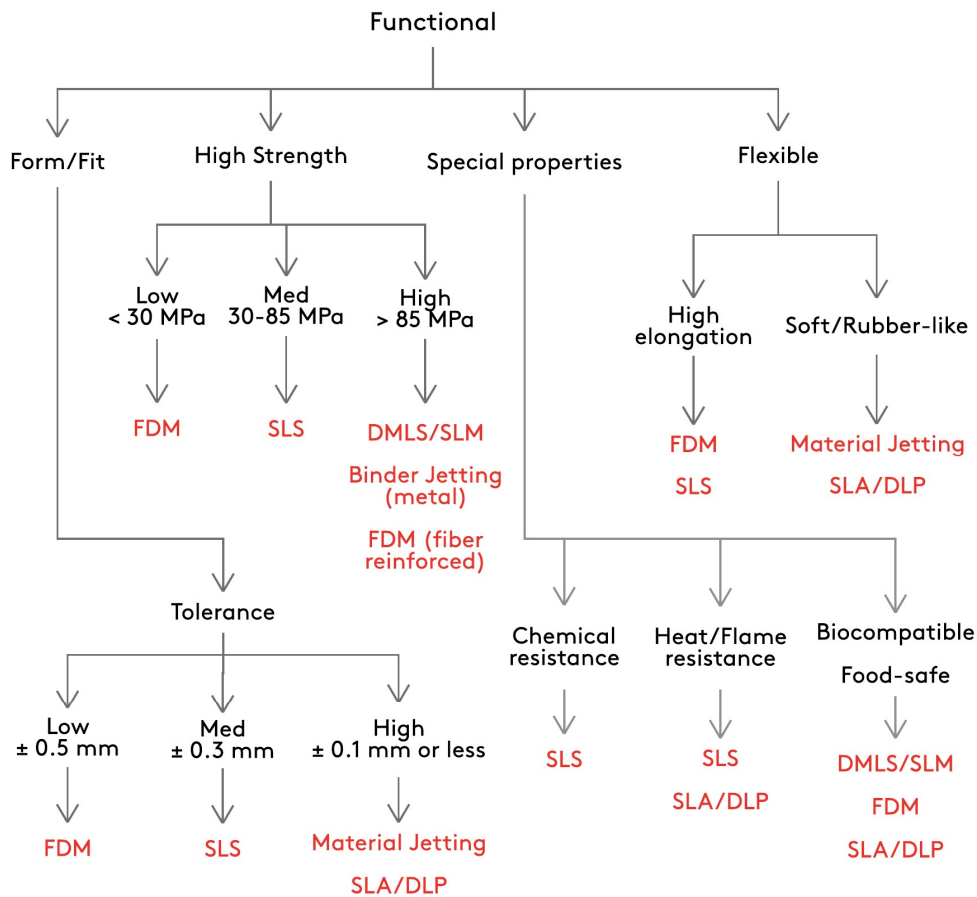 Functional
Form/Fit
High Strength
Special properties
Flexible
Low
< 30 MPa
Med
30-85 MPa
High
> 85 MPa
High
elongation
Soft/Rubber-like
FDM
SLS
DMLS/SLM
Binder Jetting
(metal)
FDM (fiber
reinforced)
FDM
SLS
Material Jetting
SLA/DLP
Tolerance
Low
± 0.5 mm
Med
± 0.3 mm
High
± 0.1 mm or less
FDM
SLS
Material Jetting
SLA/DLP
Chemical
resistance
Heat/Flame
resistance
Biocompatible
Food-safe
SLS
SLS
SLA/DLP
DMLS/SLM
FDM
SLA/DLP